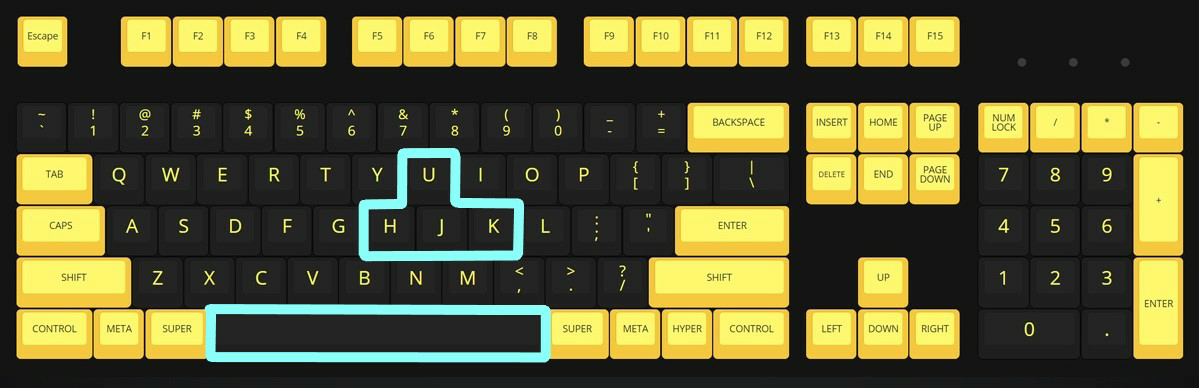 Escape F1 F2 F3 F4 F5 F6 F7 F8 F9 F10 F11 F12 F13 F14 F15
~ ! @ # $ % ^ & * ( ) _ +
` 1 2 3 4 5 6 7 8 9 0 - = BACKSPACE INSERT HOME PAGE UP NUM LOCK / * -
TAB Q W E R T Y U I O P { [ } ] | \ DELETE END PAGE DOWN 7 8 9 +
CAPS A S D F G H J K L : ; " ' ENTER 4 5 6
SHIFT Z X C V B N M < , > . ? / SHIFT UP 1 2 3 ENTER
CONTROL META SUPER SUPER META HYPER CONTROL LEFT DOWN RIGHT 0 .